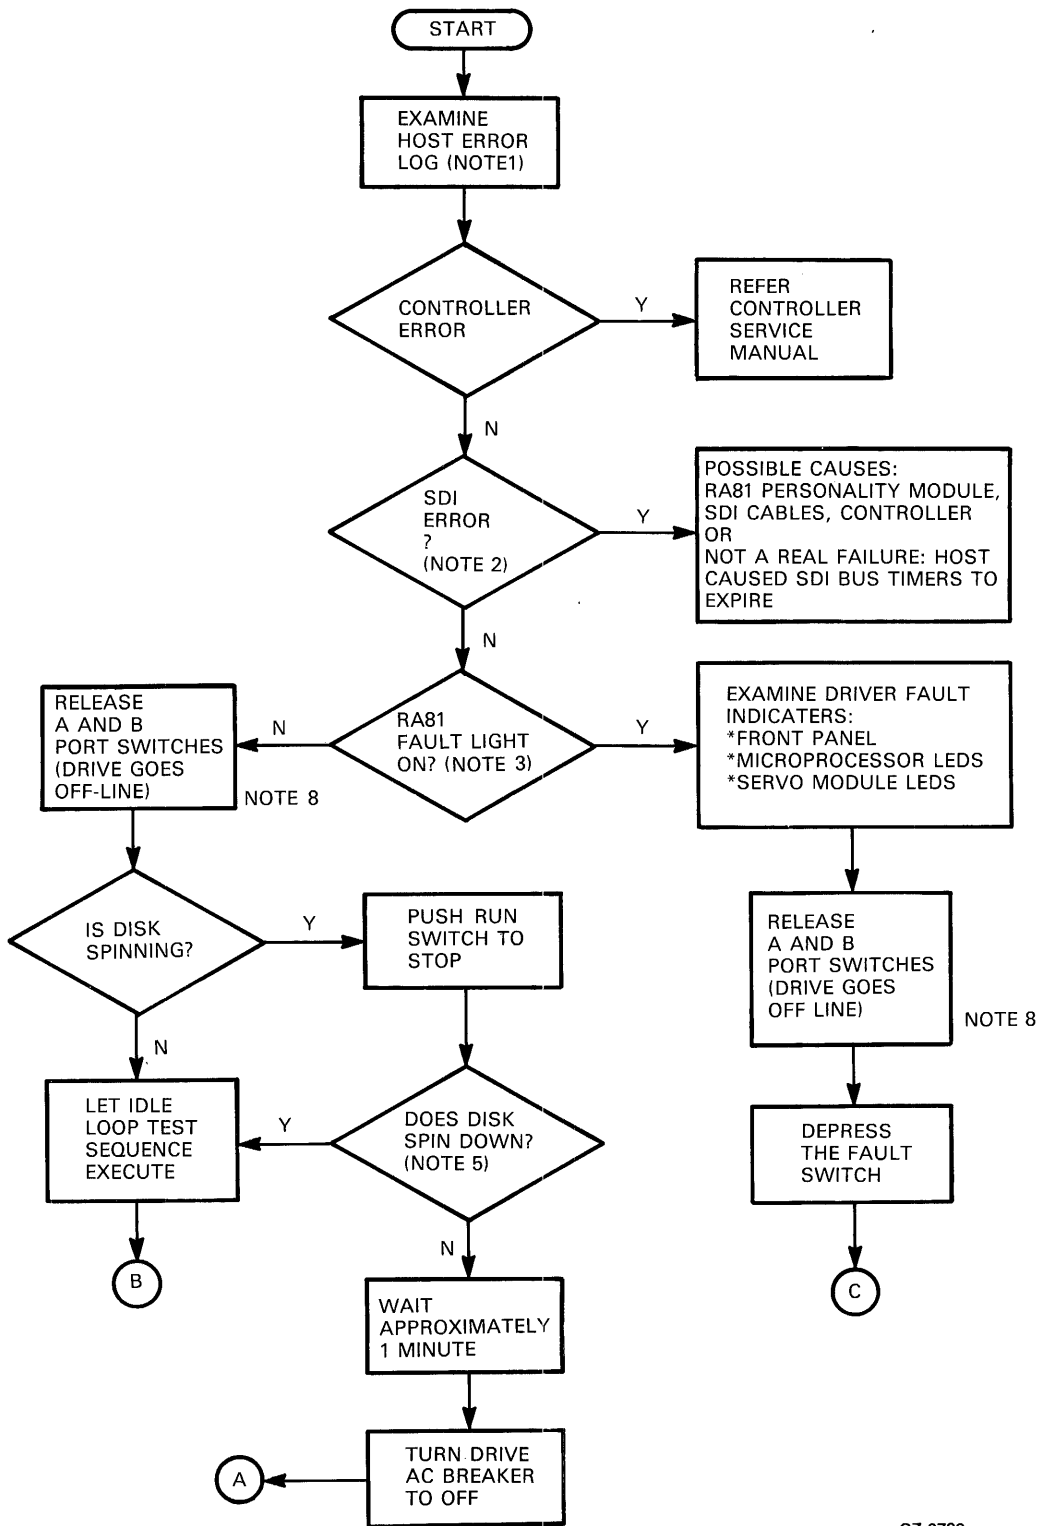 START
EXAMINE
HOST ERROR
LOG (NOTE1)
CONTROLLER
ERROR
Y
REFER
CONTROLLER
SERVICE
MANUAL
N
SDI
ERROR
?
(NOTE 2)
Y
POSSIBLE CAUSES:
RA81 PERSONALITY MODULE,
SDI CABLES, CONTROLLER
OR
NOT A REAL FAILURE: HOST
CAUSED SDI BUS TIMERS TO
EXPIRE
N
RA81
FAULT LIGHT
ON? (NOTE 3)
N
RELEASE
A AND B
PORT SWITCHES
(DRIVE GOES
OFF-LINE)
NOTE 8
Y
EXAMINE DRIVER FAULT
INDICATERS:
*FRONT PANEL
*MICROPROCESSOR LEDS
*SERVO MODULE LEDS
IS DISK
SPINNING?
Y
PUSH RUN
SWITCH TO
STOP
RELEASE
A AND B
PORT SWITCHES
(DRIVE GOES
OFF LINE)
NOTE 8
N
LET IDLE
LOOP TEST
SEQUENCE
EXECUTE
Y
DOES DISK
SPIN DOWN?
(NOTE 5)
DEPRESS
THE FAULT
SWITCH
B
N
C
WAIT
APPROXIMATELY
1 MINUTE
TURN DRIVE
AC BREAKER
TO OFF
A